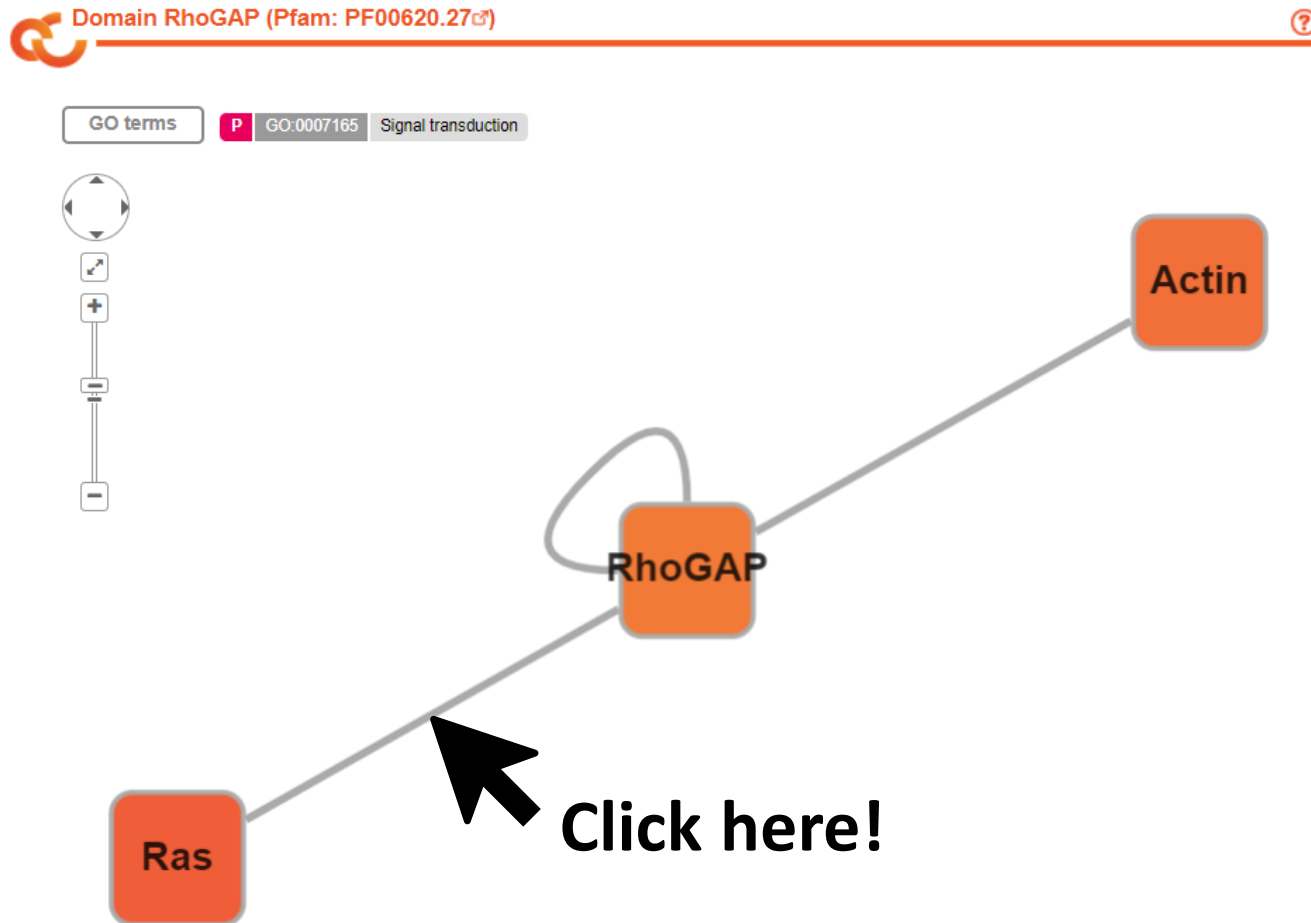 Domain RhoGAP (Pfam: PF00620.27)
GO terms P GO:0007165 Signal transduction
Actin
RhoGAP
Click here!
Ras